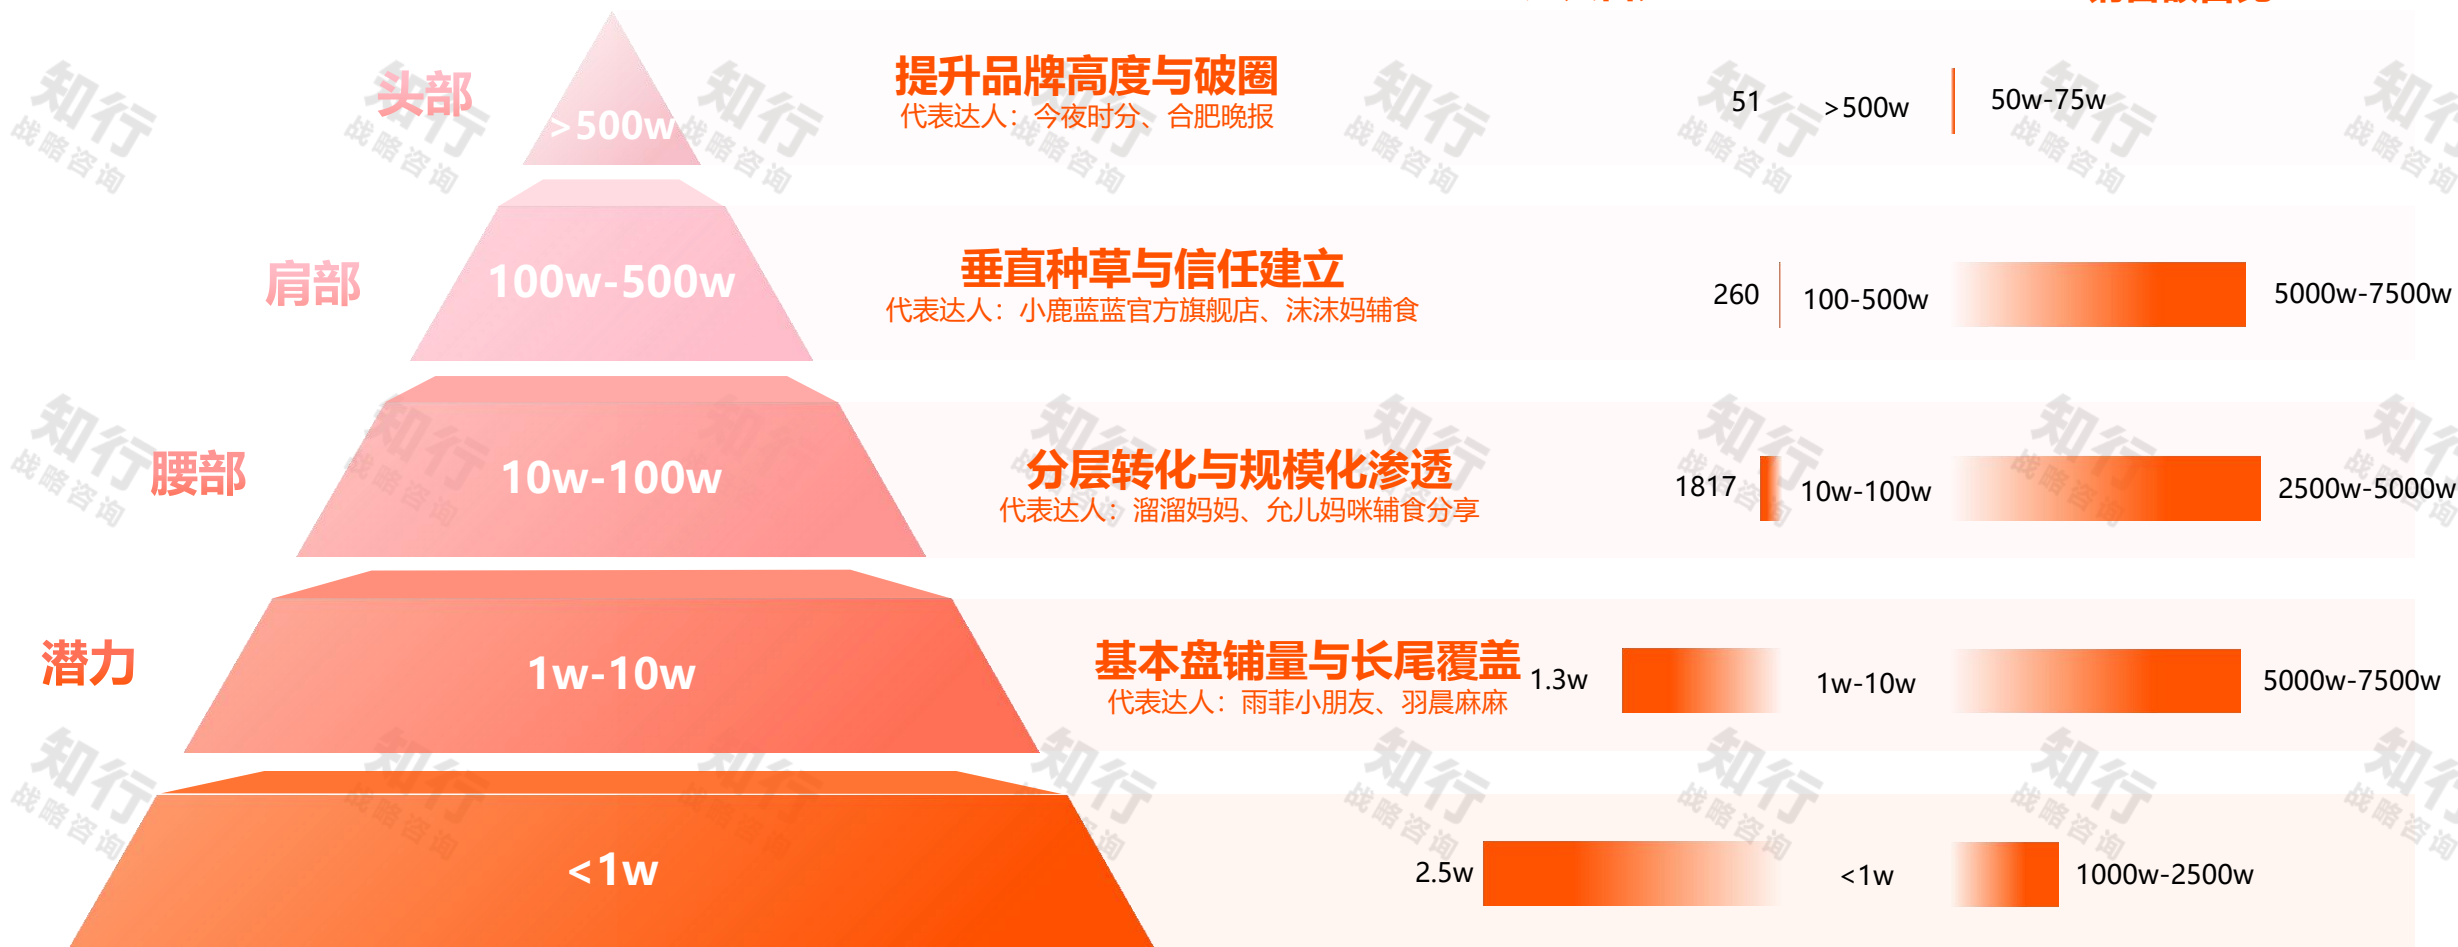 头部
>500w
提升品牌高度与破圈
代表达人：今夜时分、合肥晚报
51
>500w
50w-75w
肩部
100w-500w
垂直种草与信任建立
代表达人：小鹿蓝蓝官方旗舰店、沫沫妈辅食
260
100-500w
5000w-7500w
腰部
10w-100w
分层转化与规模化渗透
代表达人：溜溜妈妈、允儿妈咪辅食分享
1817
10w-100w
2500w-5000w
潜力
1w-10w
基本盘铺量与长尾覆盖
代表达人：雨菲小朋友、羽晨麻麻
1.3w
1w-10w
5000w-7500w
<1w
2.5w
<1w
1000w-2500w
知行
战略咨询